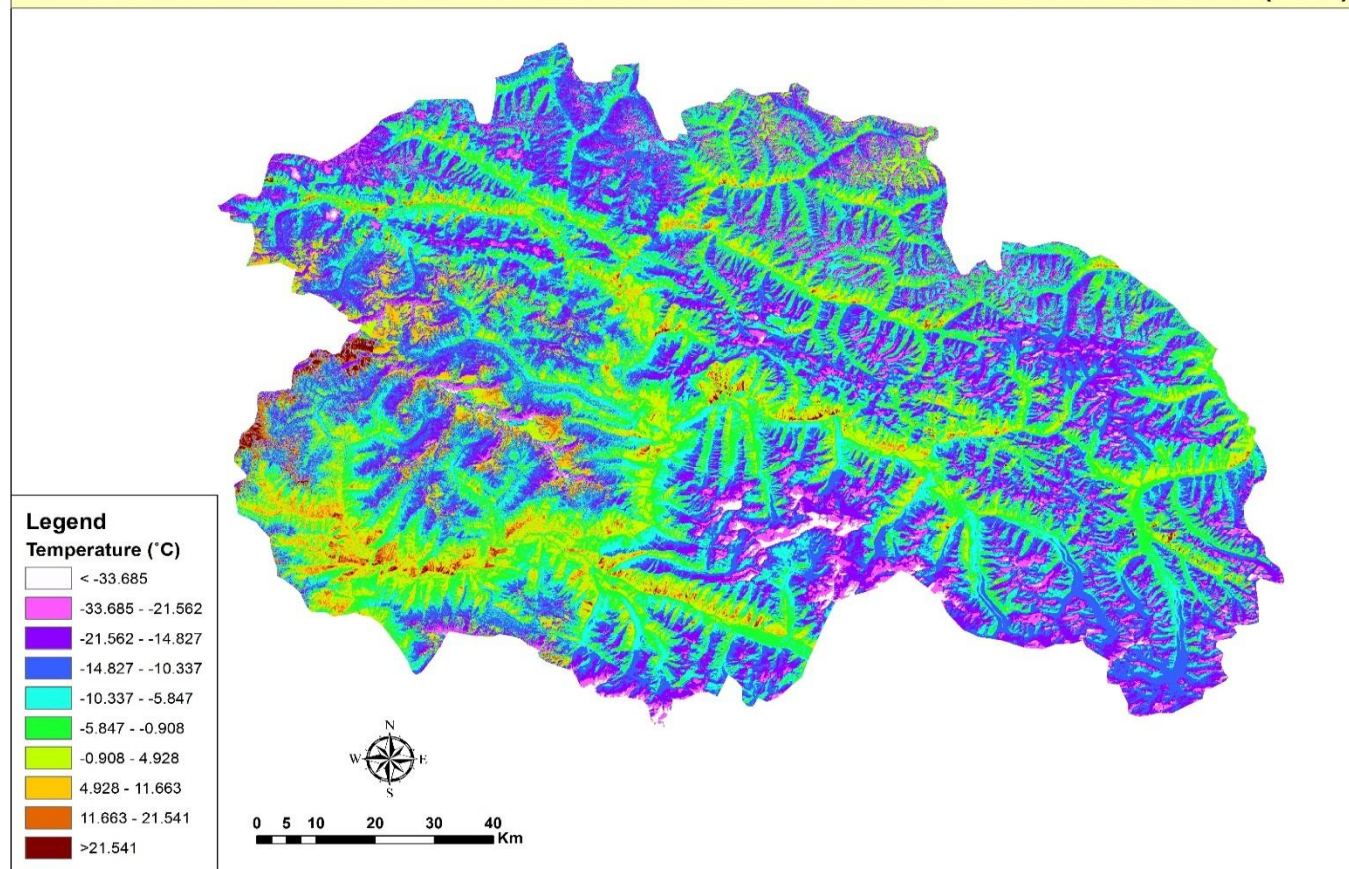 Legend
Temperature (˚C)
< -33.685
-33.685 - -21.562
-21.562 - -14.827
-14.827 - -10.337
-10.337 - -5.847
-5.847 - -0.908
-0.908 - 4.928
4.928 - 11.663
11.663 - 21.541
>21.541
N
W E
S
0 5 10 20 30 40
Km